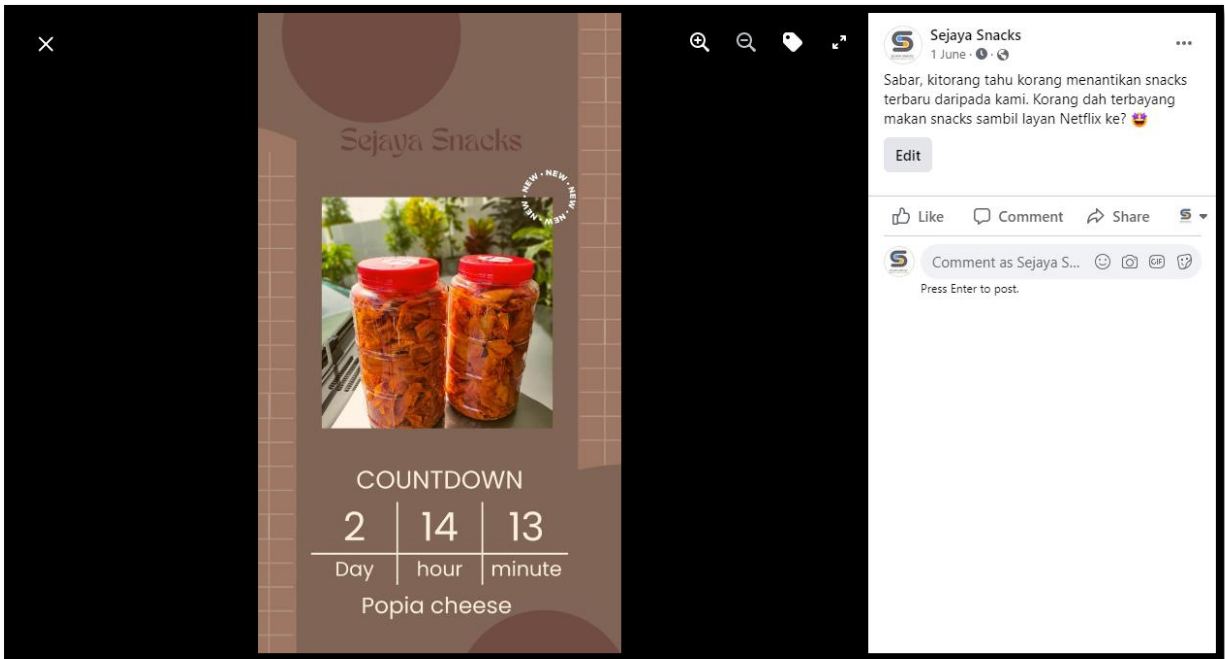 Sejaya Snacks
NEW • NEW • NEW • NEW • NEW •
COUNTDOWN
2 14 13
Day hour minute
Popia cheese
Sejaya Snacks
1 June ·
Sabar, kitorang tahu korang menantikan snacks
terbaru daripada kami. Korang dah terbayang
makan snacks sambil layan Netflix ke? 🤩
Edit
Like Comment Share
Comment as Sejaya S... GIF
Press Enter to post.